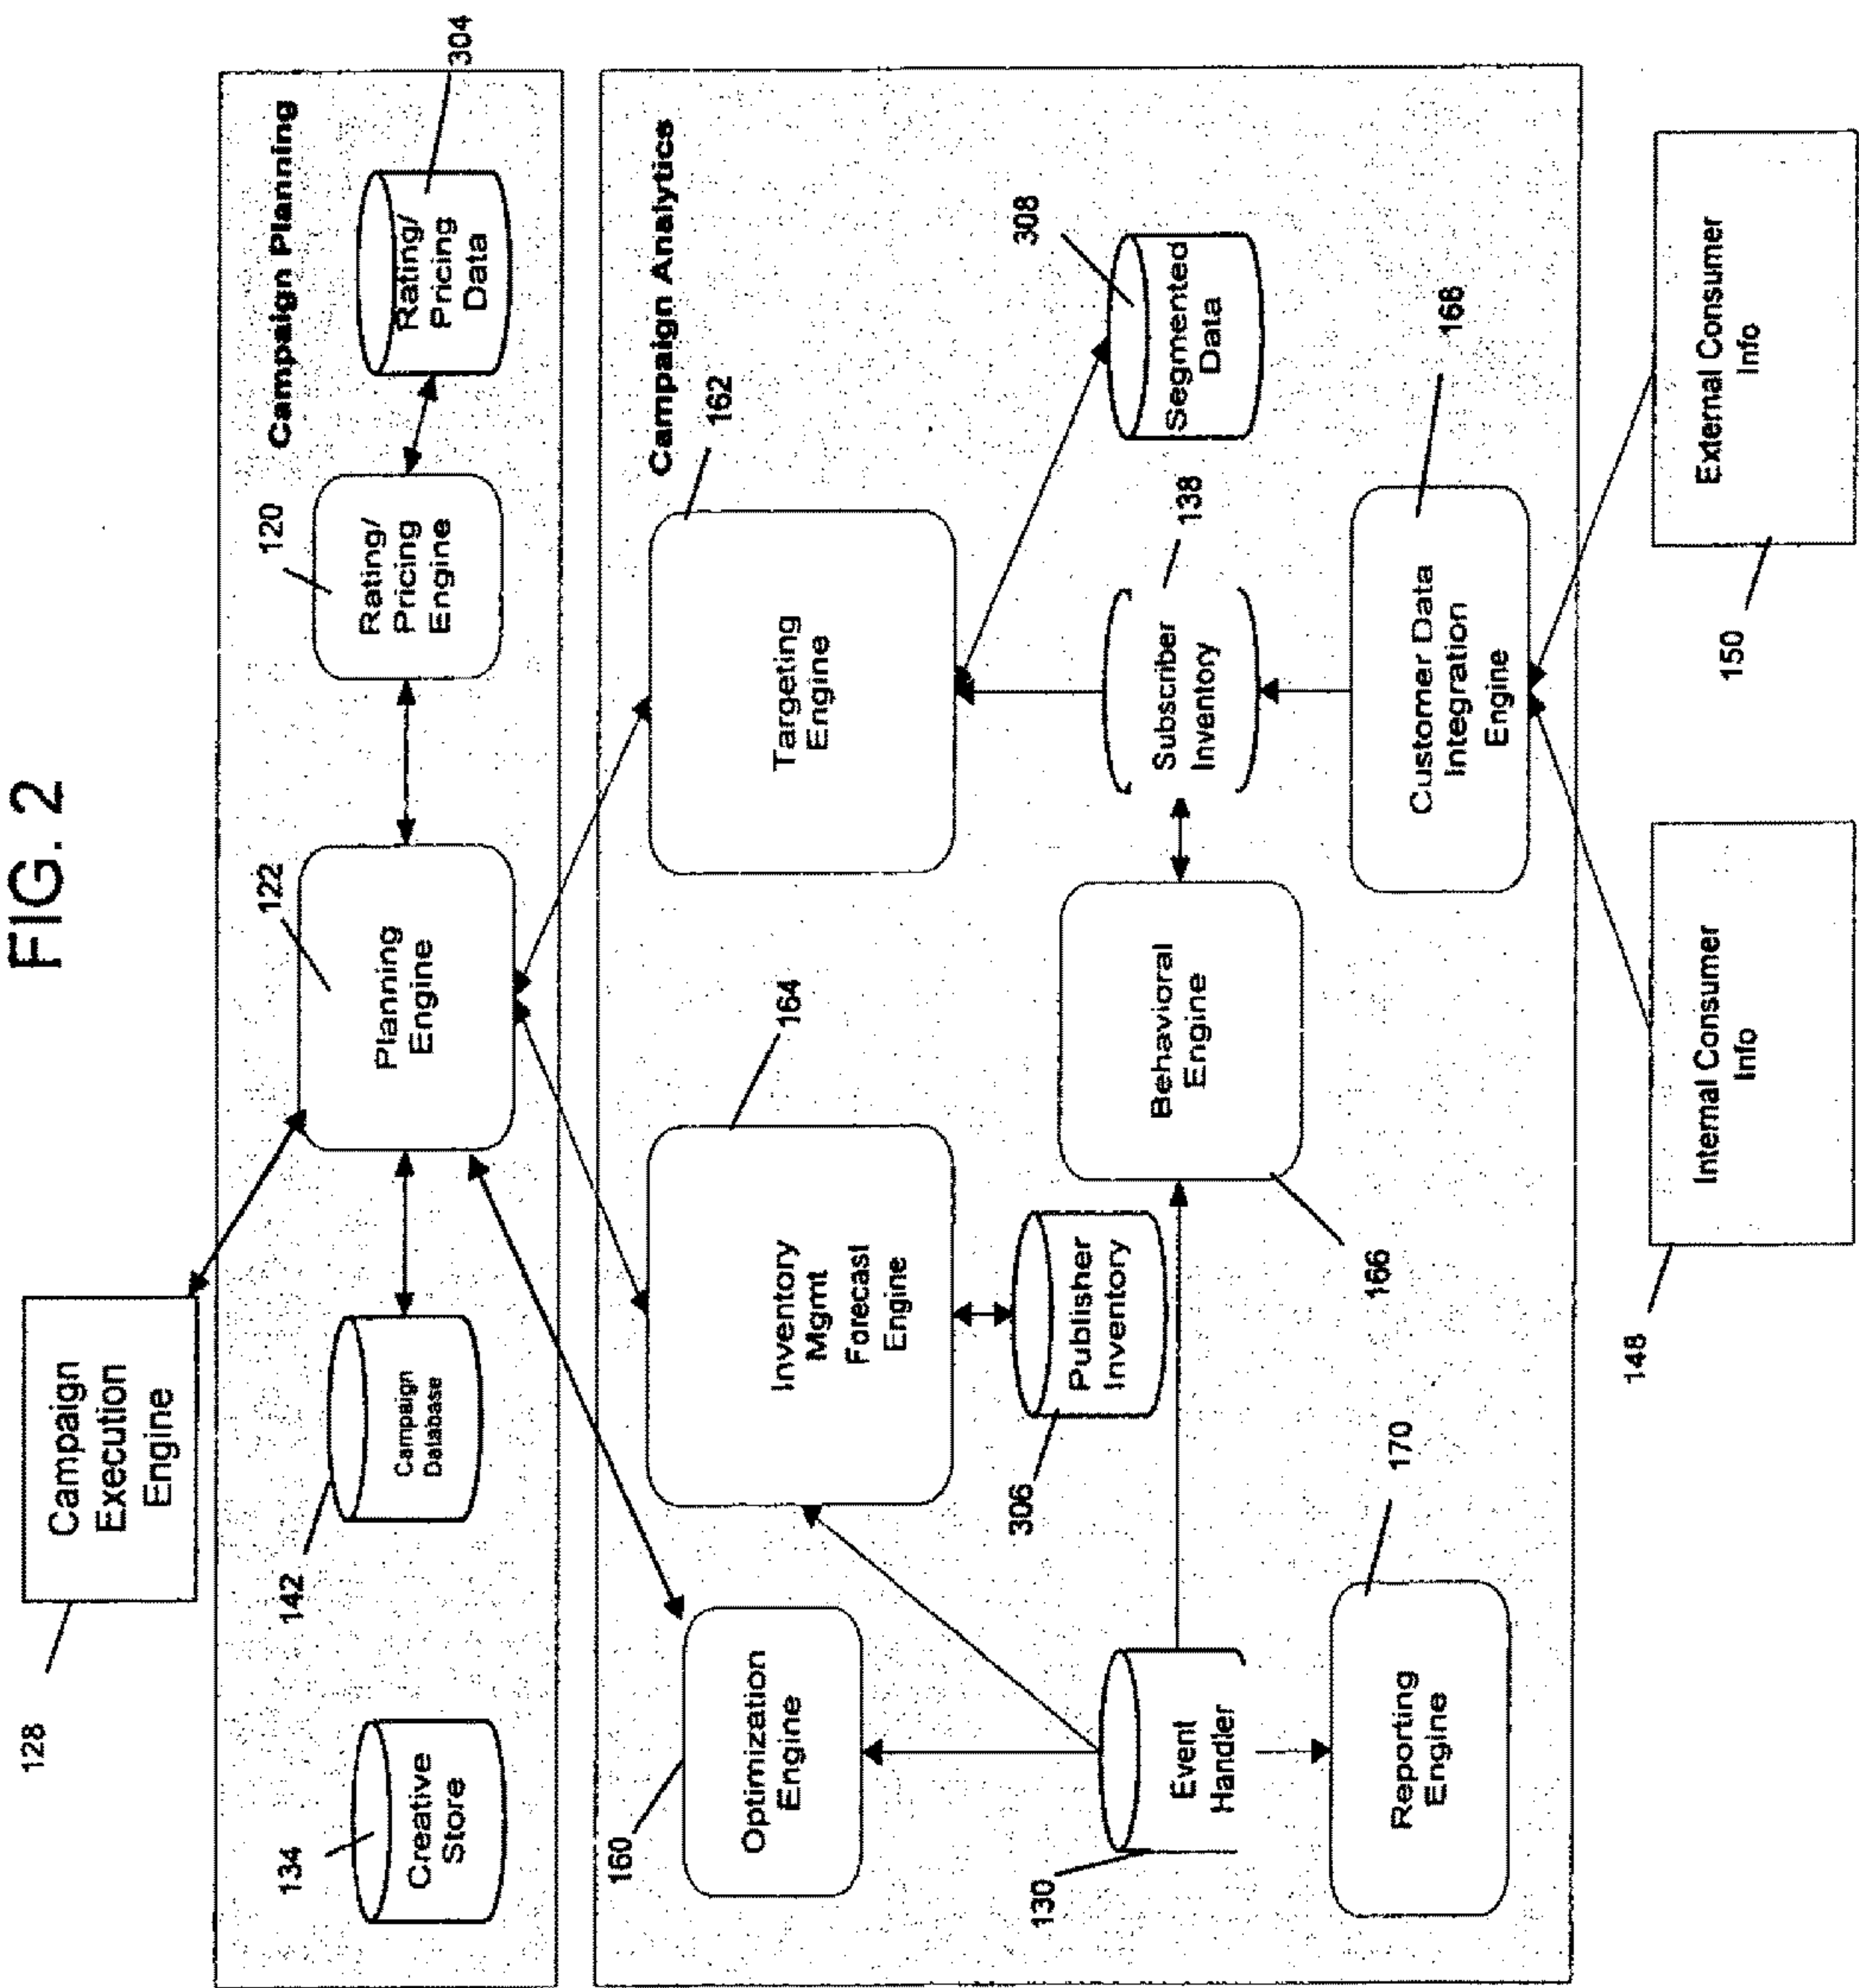 FIG. 2
128
Campaign
Execution
Engine
Campaign Planning
134
Creative
Store
142
Campaign
Database
122
Planning
Engine
120
Rating/
Pricing
Engine
304
Rating/
Pricing
Data
Campaign Analytics
160
Optimization
Engine
164
Inventory
Mgmt
Forecast
Engine
162
Targeting
Engine
306
Publisher
Inventory
130
Event
Handler
166
Behavioral
Engine
138
Subscriber
Inventory
308
Segmented
Data
170
Reporting
Engine
168
Customer Data
Integration
Engine
148
Internal Consumer
Info
150
External Consumer
Info